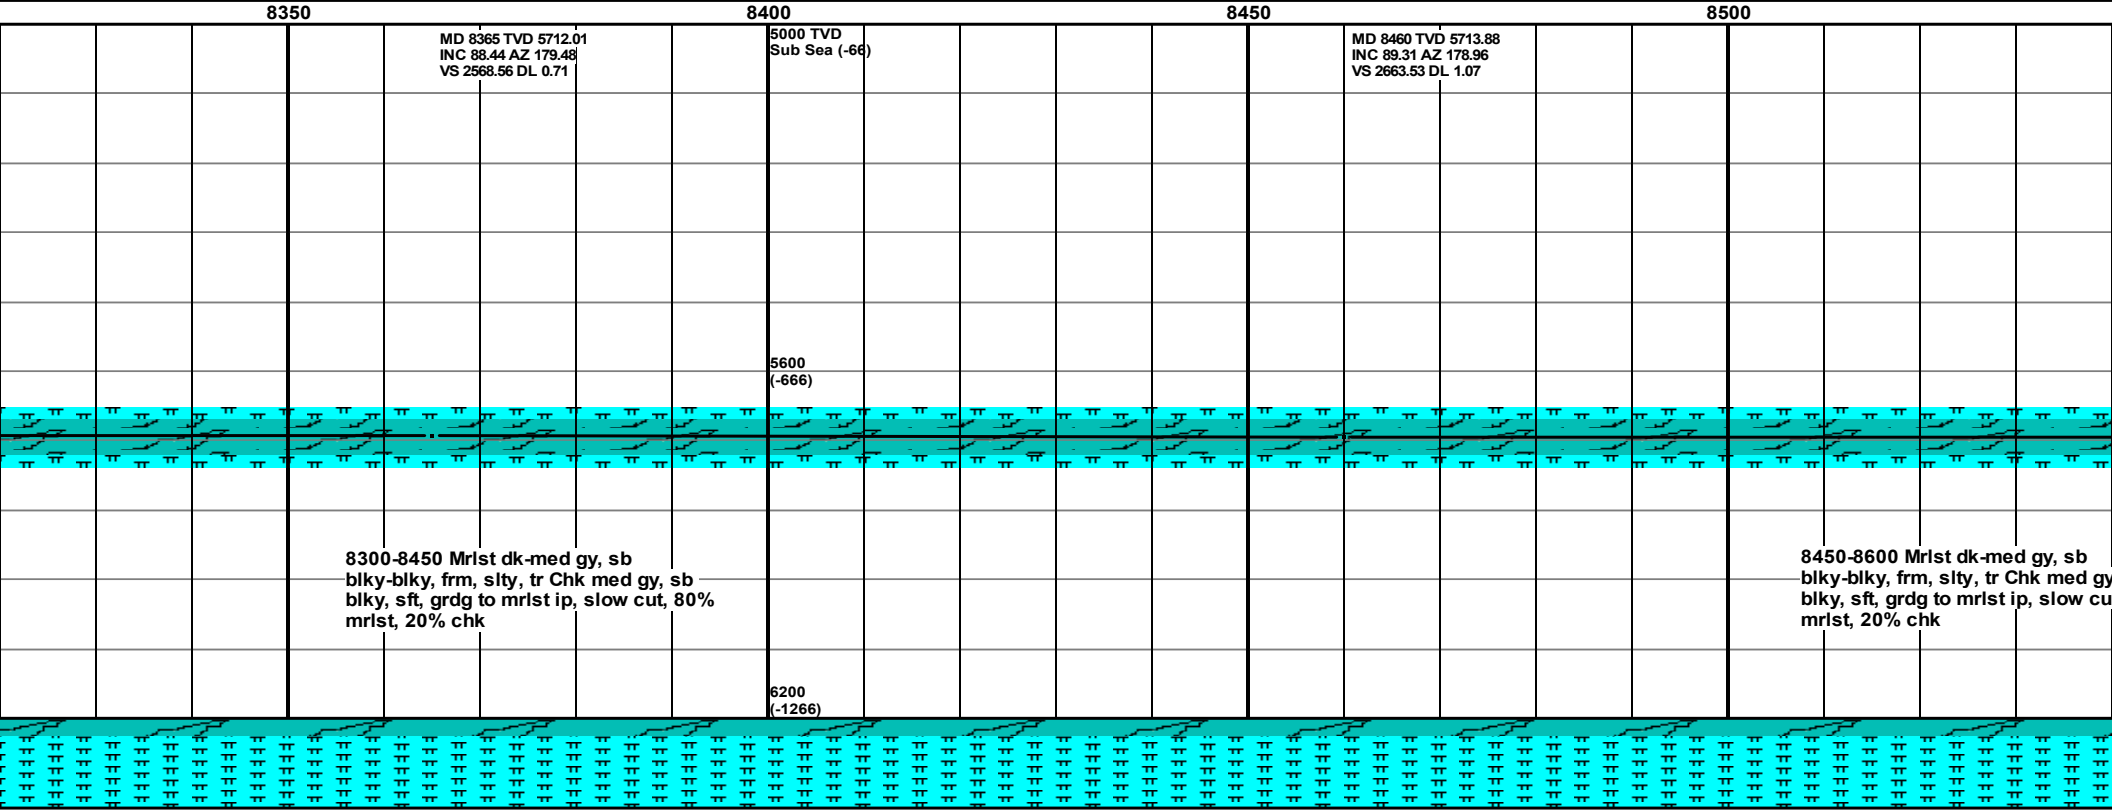 8350 8400 8450 8500
MD 8365 TVD 5712.01
INC 88.44 AZ 179.48
VS 2568.56 DL 0.71
5000 TVD
Sub Sea (-66)
MD 8460 TVD 5713.88
INC 89.31 AZ 178.96
VS 2663.53 DL 1.07
5600
(-666)
8300-8450 Mrlst dk-med gy, sb
blky-blky, frm, slty, tr Chk med gy, sb
blky, sft, grdg to mrlst ip, slow cut, 80%
mrlst, 20% chk
8450-8600 Mrlst dk-med gy, sb
blky-blky, frm, slty, tr Chk med gy
blky, sft, grdg to mrlst ip, slow cu
mrlst, 20% chk
6200
(-1266)